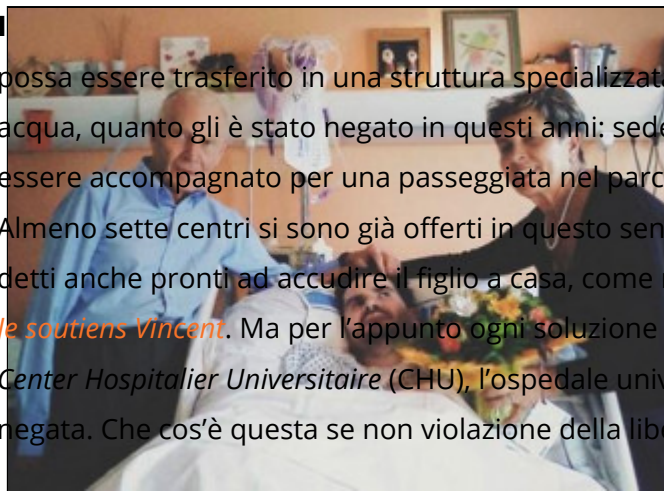 possa essere trasferito in una struttura specializzata
acqua, quanto gli è stato negato in questi anni: sede
essere accompagnato per una passeggiata nel parc
Almeno sette centri si sono già offerti in questo sen
detti anche pronti ad accudire il figlio a casa, come
le soutiens Vincent. Ma per l'appunto ogni soluzione
Center Hospitalier Universitaire (CHU), l'ospedale univ
negata. Che cos'è questa se non violazione della libe